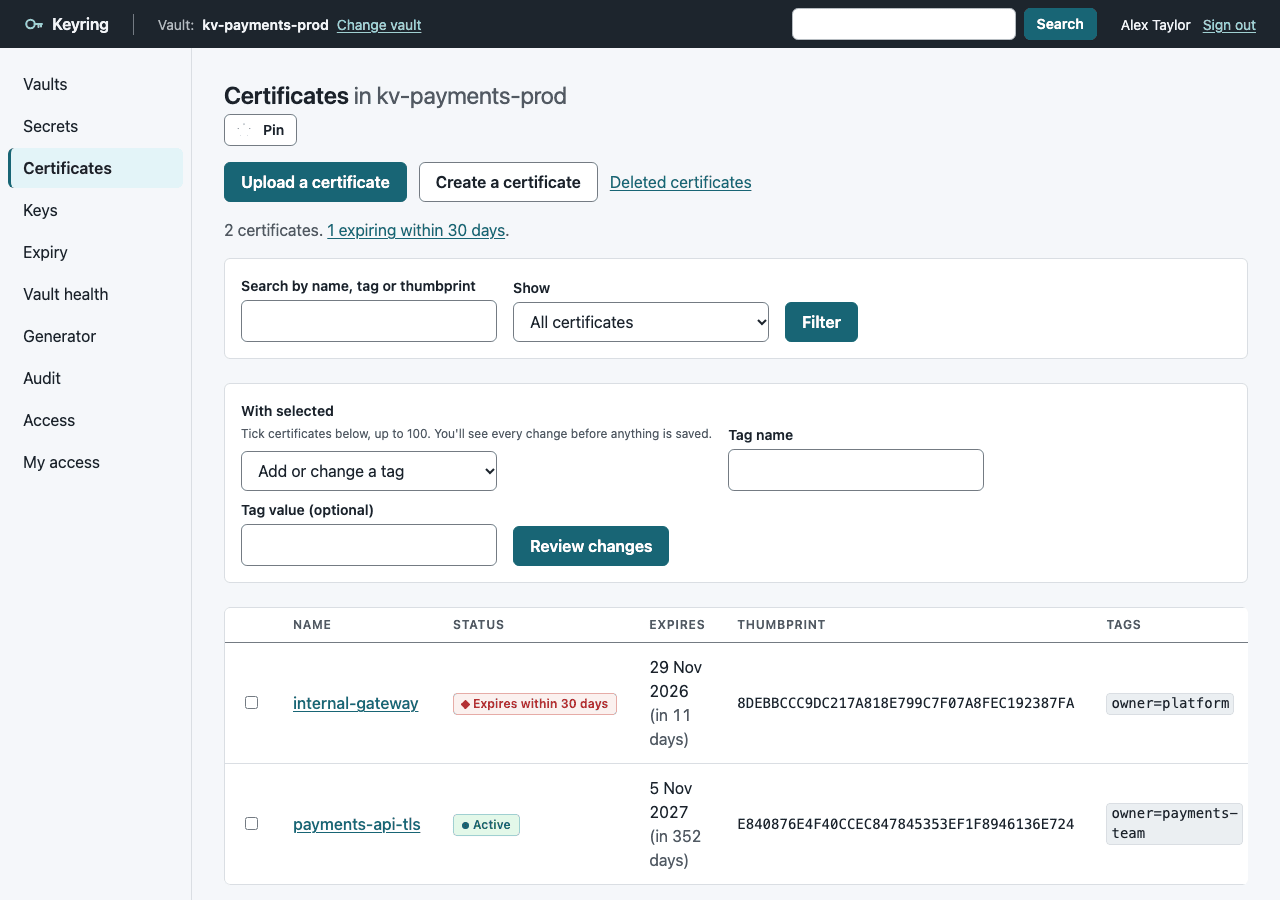 Keyring
Vault: kv-payments-prod Change vault
Search
Alex Taylor Sign out
Vaults
Secrets
Certificates
Keys
Expiry
Vault health
Generator
Audit
Access
My access
Certificates in kv-payments-prod
Pin
Upload a certificate
Create a certificate
Deleted certificates
2 certificates. 1 expiring within 30 days.
Search by name, tag or thumbprint
Show
All certificates
Filter
With selected
Tick certificates below, up to 100. You'll see every change before anything is saved.
Add or change a tag
Tag name
Tag value (optional)
Review changes
NAME STATUS EXPIRES THUMBPRINT TAGS
internal-gateway
Expires within 30 days
29 Nov
2026
(in 11
days)
8DEBBCCC9DC217A818E799C7F07A8FEC192387FA
owner=platform
payments-api-tls
Active
5 Nov
2027
(in 352
days)
E840876E4F40CCEC847845353EF1F8946136E724
owner=payments-
team